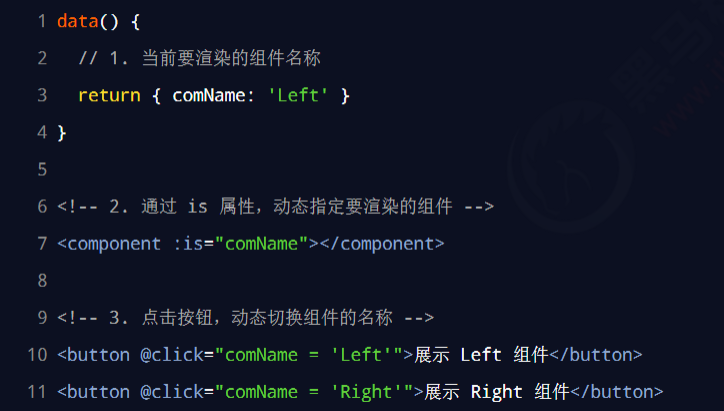 1 data() {
2 // 1. 当前要渲染的组件名称
3 return { comName: 'Left' }
4 }
5
6 <!-- 2. 通过 is 属性，动态指定要渲染的组件 -->
7 <component :is="comName"></component>
8
9 <!-- 3. 点击按钮，动态切换组件的名称 -->
10 <button @click="comName = 'Left'">展示 Left 组件</button>
11 <button @click="comName = 'Right'">展示 Right 组件</button>